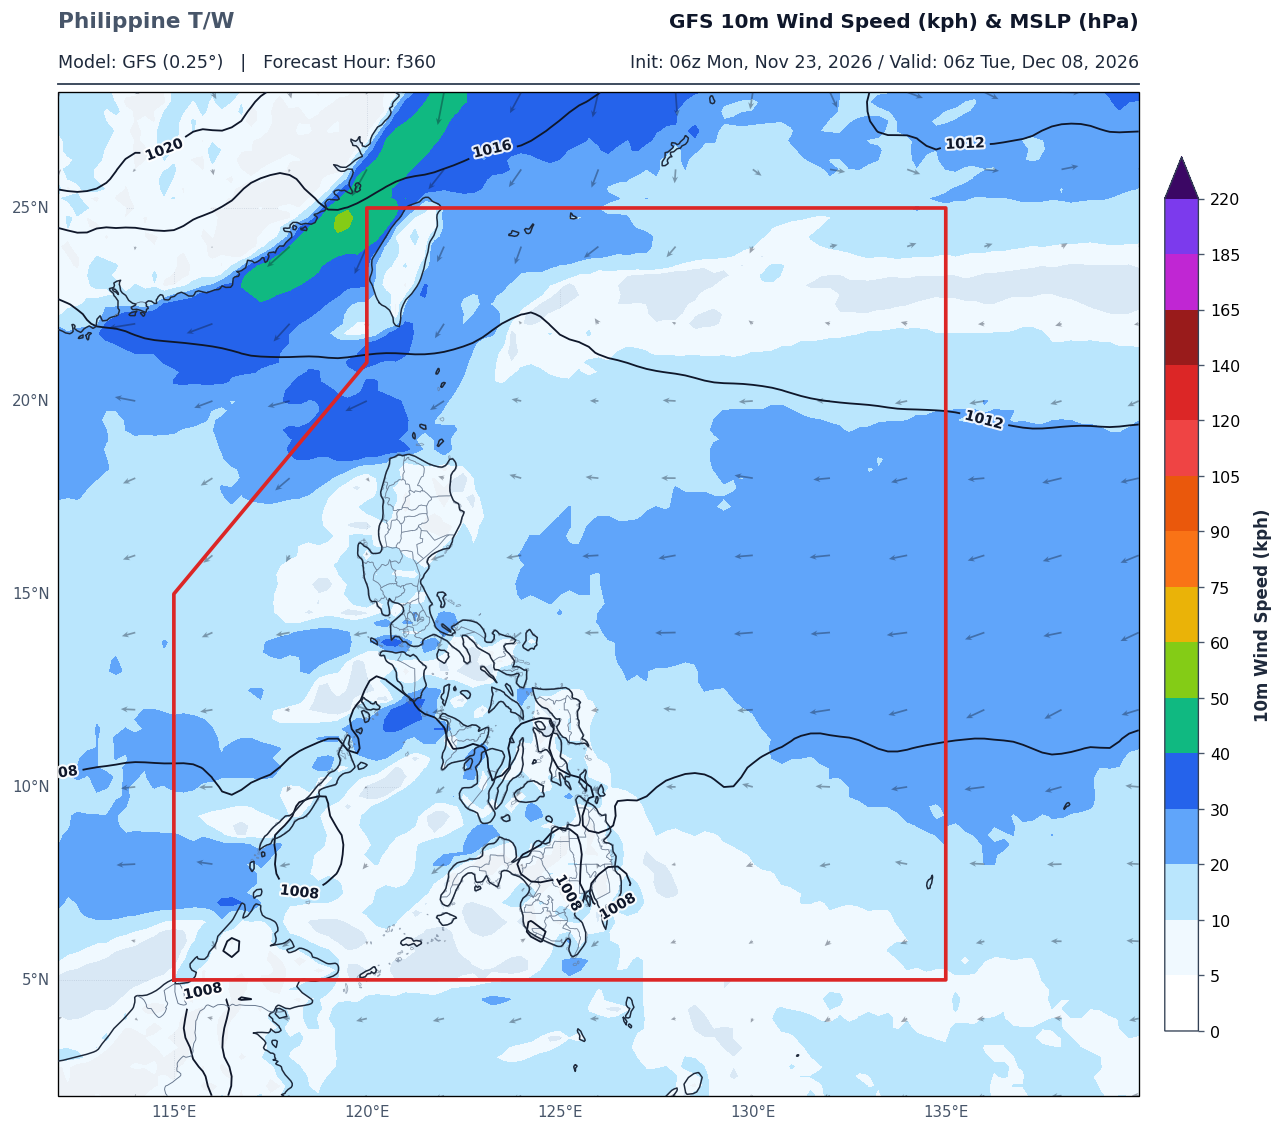 Philippine T/W
GFS 10m Wind Speed (kph) & MSLP (hPa)
Model: GFS (0.25°) | Forecast Hour: f360
Init: 06z Mon, Nov 23, 2026 / Valid: 06z Tue, Dec 08, 2026
1020
1016
1012
1012
08
1008
1008
1008
1008
25°N
20°N
15°N
10°N
5°N
115°E
120°E
125°E
130°E
135°E
220
185
165
140
120
105
90
75
60
50
40
30
20
10
5
0
10m Wind Speed (kph)